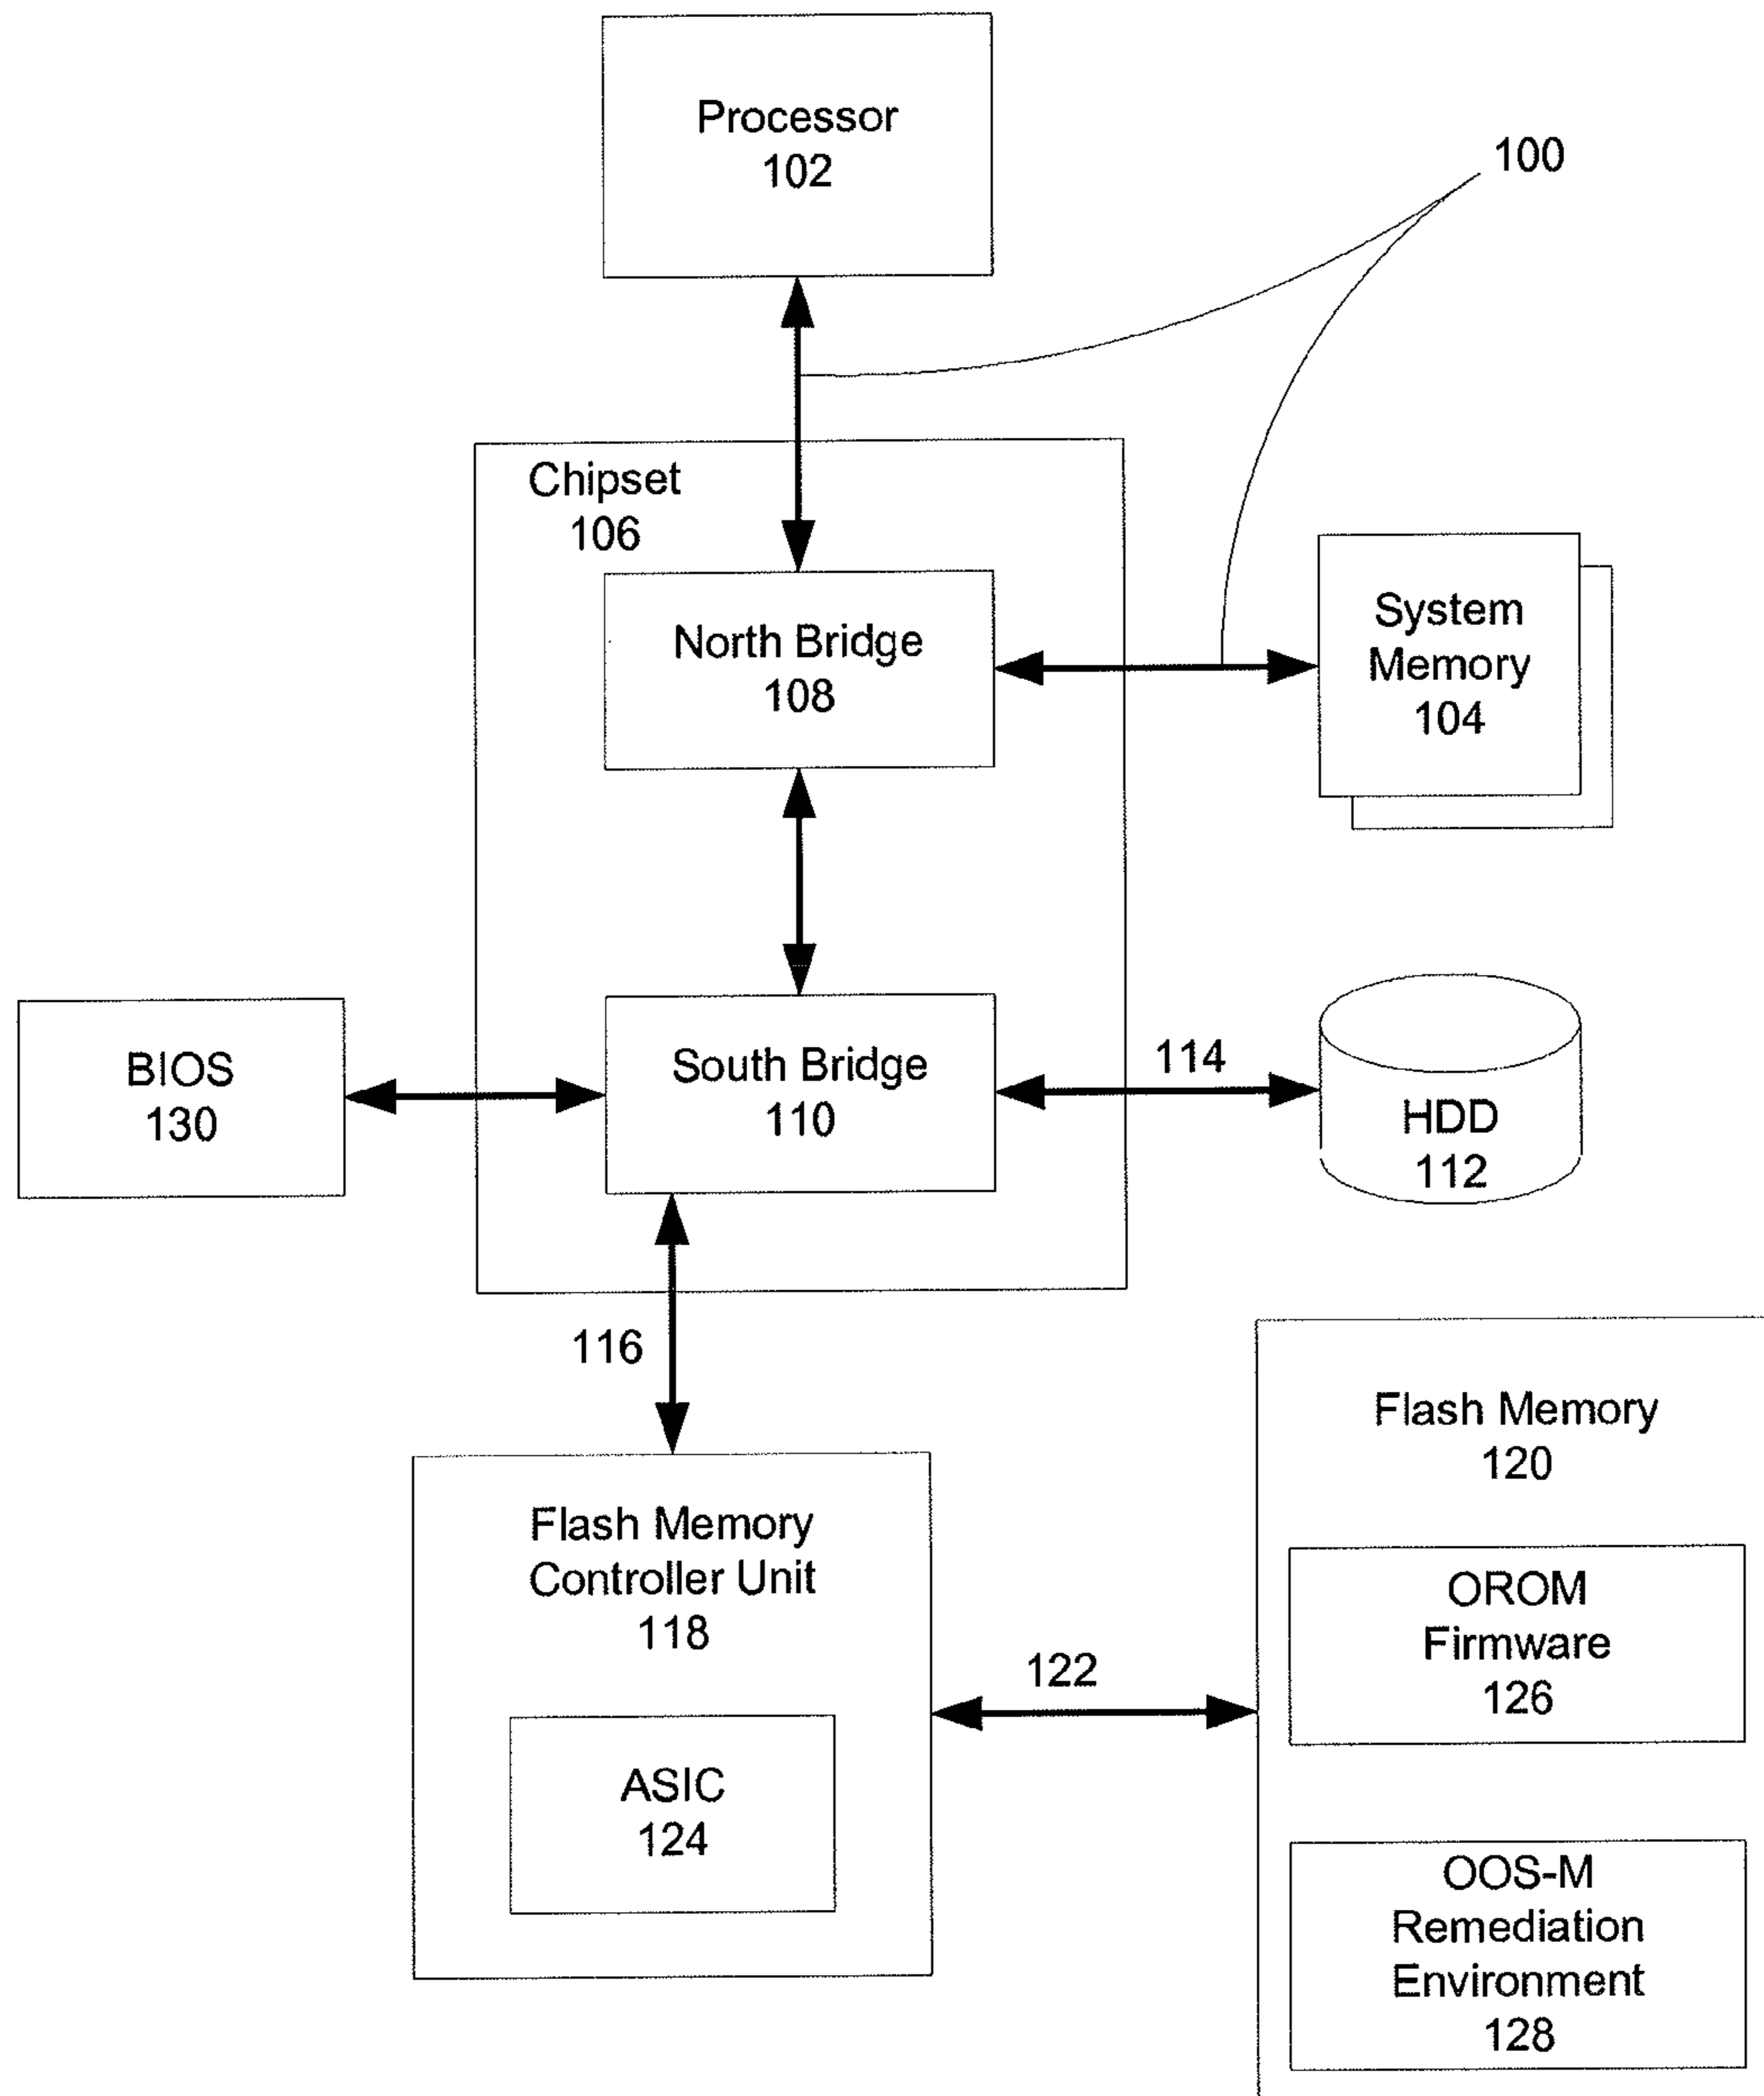 Processor
102
100
Chipset
106
North Bridge
108
System
Memory
104
BIOS
130
South Bridge
110
114
HDD
112
116
Flash Memory
Controller Unit
118
ASIC
124
122
Flash Memory
120
OROM
Firmware
126
OOS-M
Remediation
Environment
128